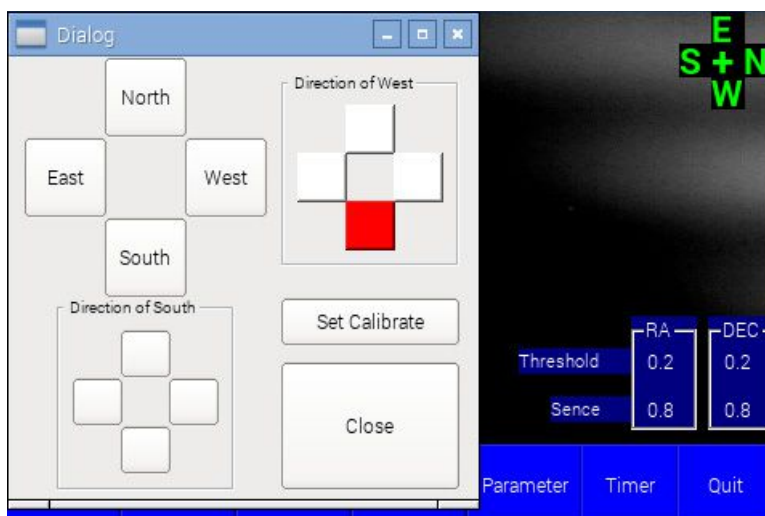 Dialog
North
East
West
South
Direction of West
Direction of South
Set Calibrate
Close
E
S + N
W
RA
DEC
Threshold 0.2 0.2
Sence 0.8 0.8
Parameter Timer Quit